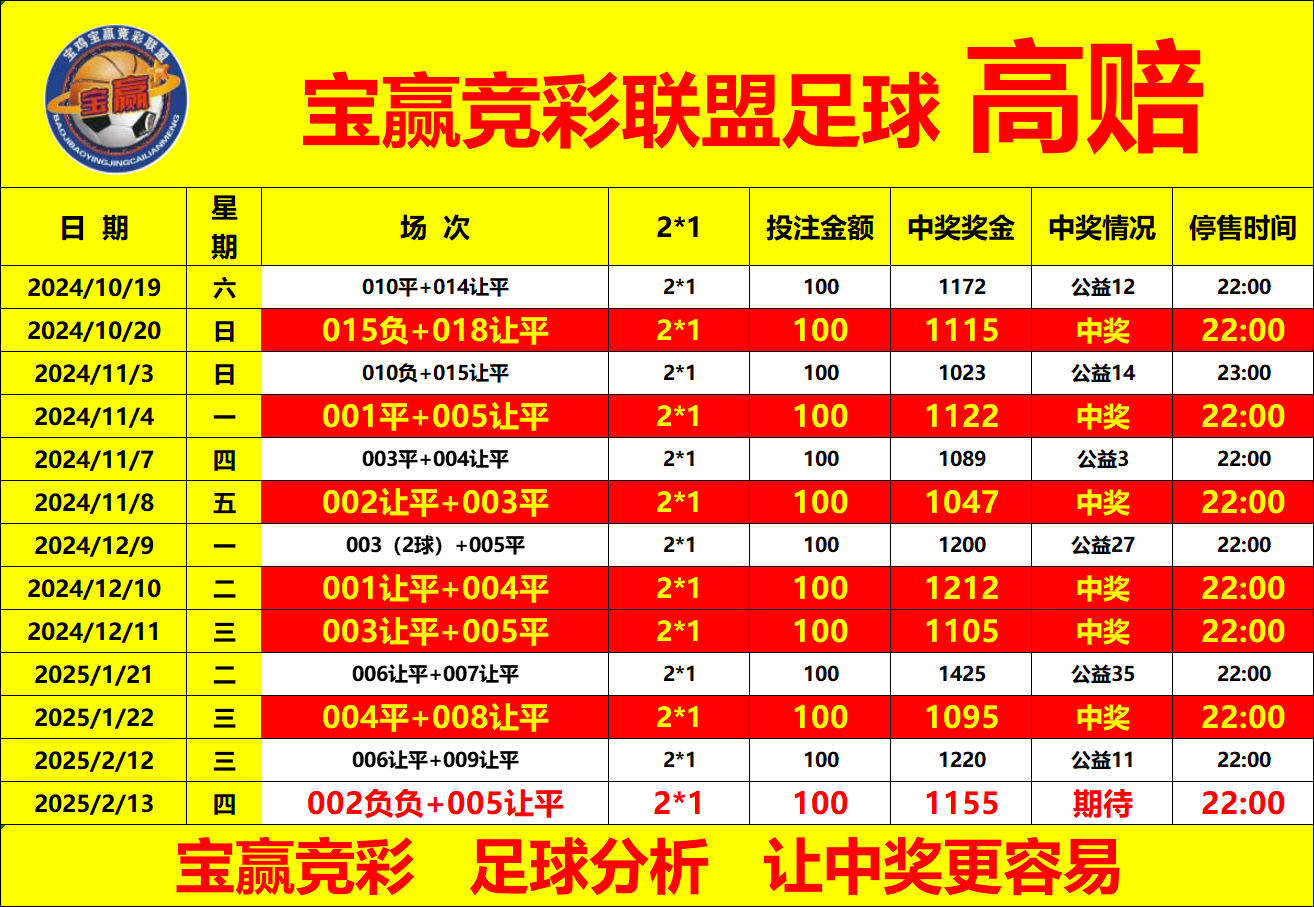 宝鸡宝赢竞彩联盟
宝赢
BAOJIBAOYINGJINGCAILIANMENG
宝赢竞彩联盟足球 高赔
日 期 星期 场 次 2*1 投注金额 中奖奖金 中奖情况 停售时间
2024/10/19 六 010平+014让平 2*1 100 1172 公益12 22:00
2024/10/20 日 015负+018让平 2*1 100 1115 中奖 22:00
2024/11/3 日 010负+015让平 2*1 100 1023 公益14 23:00
2024/11/4 一 001平+005让平 2*1 100 1122 中奖 22:00
2024/11/7 四 003平+004让平 2*1 100 1089 公益3 22:00
2024/11/8 五 002让平+003平 2*1 100 1047 中奖 22:00
2024/12/9 一 003（2球）+005平 2*1 100 1200 公益27 22:00
2024/12/10 二 001让平+004平 2*1 100 1212 中奖 22:00
2024/12/11 三 003让平+005平 2*1 100 1105 中奖 22:00
2025/1/21 二 006让平+007让平 2*1 100 1425 公益35 22:00
2025/1/22 三 004平+008让平 2*1 100 1095 中奖 22:00
2025/2/12 三 006让平+009让平 2*1 100 1220 公益11 22:00
2025/2/13 四 002负负+005让平 2*1 100 1155 期待 22:00
宝赢竞彩 足球分析 让中奖更容易